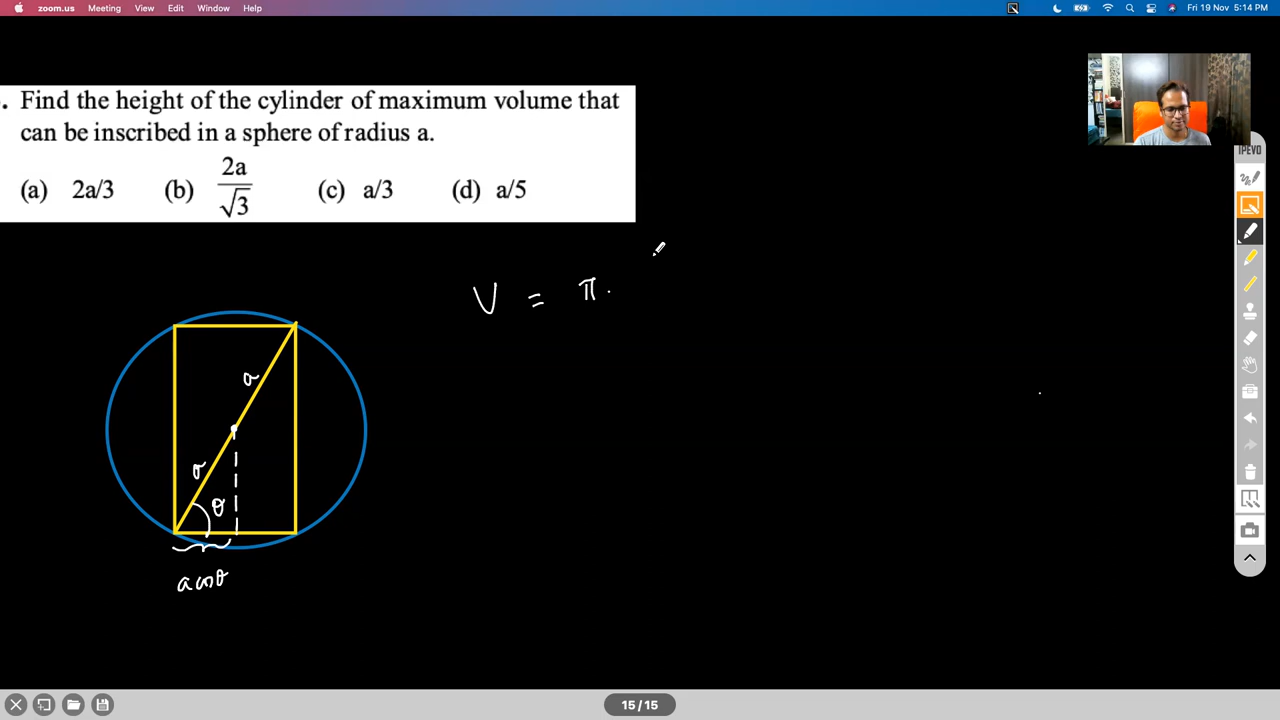 zoom.us Meeting View Edit Window Help Fri 19 Nov 5:14 PM
. Find the height of the cylinder of maximum volume that
can be inscribed in a sphere of radius a.
(a) 2a/3 (b) 2a/√3 (c) a/3 (d) a/5
IPEVO
V = π.
a
a
θ
a cosθ
15/15